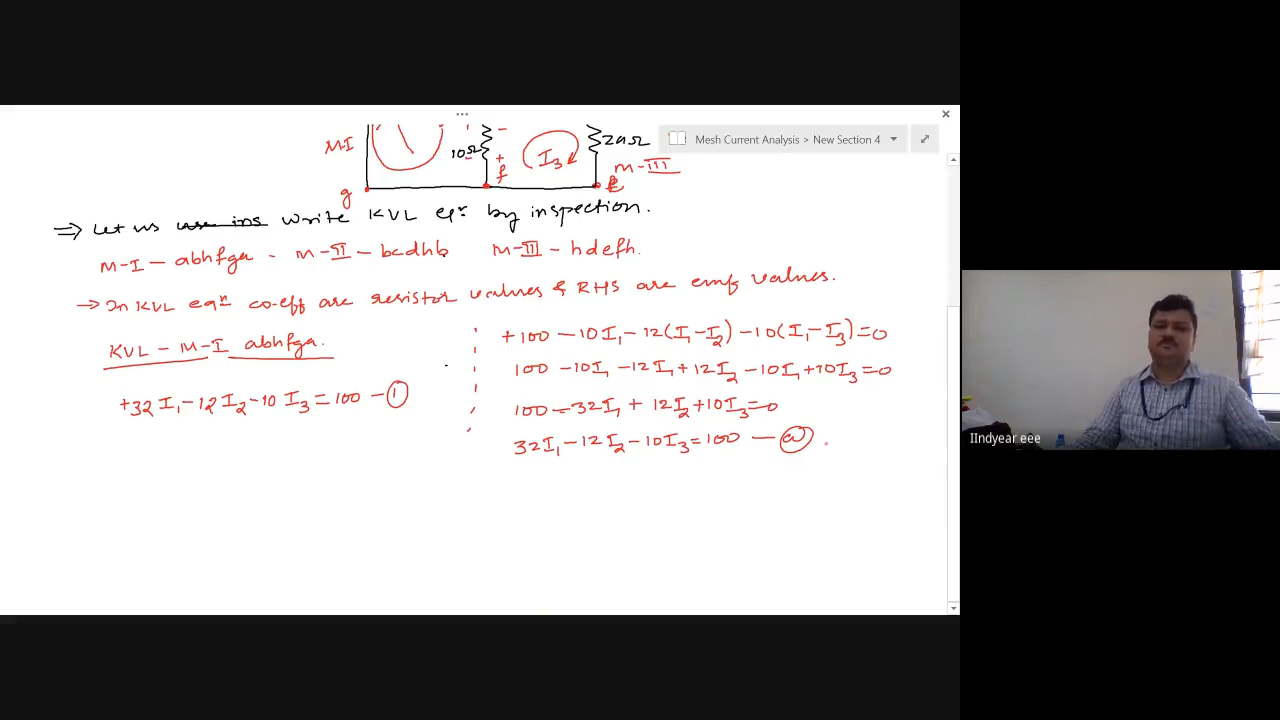 Mesh Current Analysis > New Section 4
MI
10Ω
I3
M-III
g
f
⇒ Let us use ins write KVL eqn by inspection.
M-I - abhfga - M-II - bcdhb M-III - hdefh.
→ In KVL eqn co-eff are resistor values & RHS are emf values.
KVL - M-I abhfga.
+32I1-12I2-10I3=100 - 1
+100 -10I1 -12(I1-I2) -10(I1-I3)=0
100 -10I1 -12I1 +12I2 -10I1 +10I3=0
100 -32I1 + 12I2 +10I3=0
32I1 -12I2 -10I3=100 - a
IIndyear eee